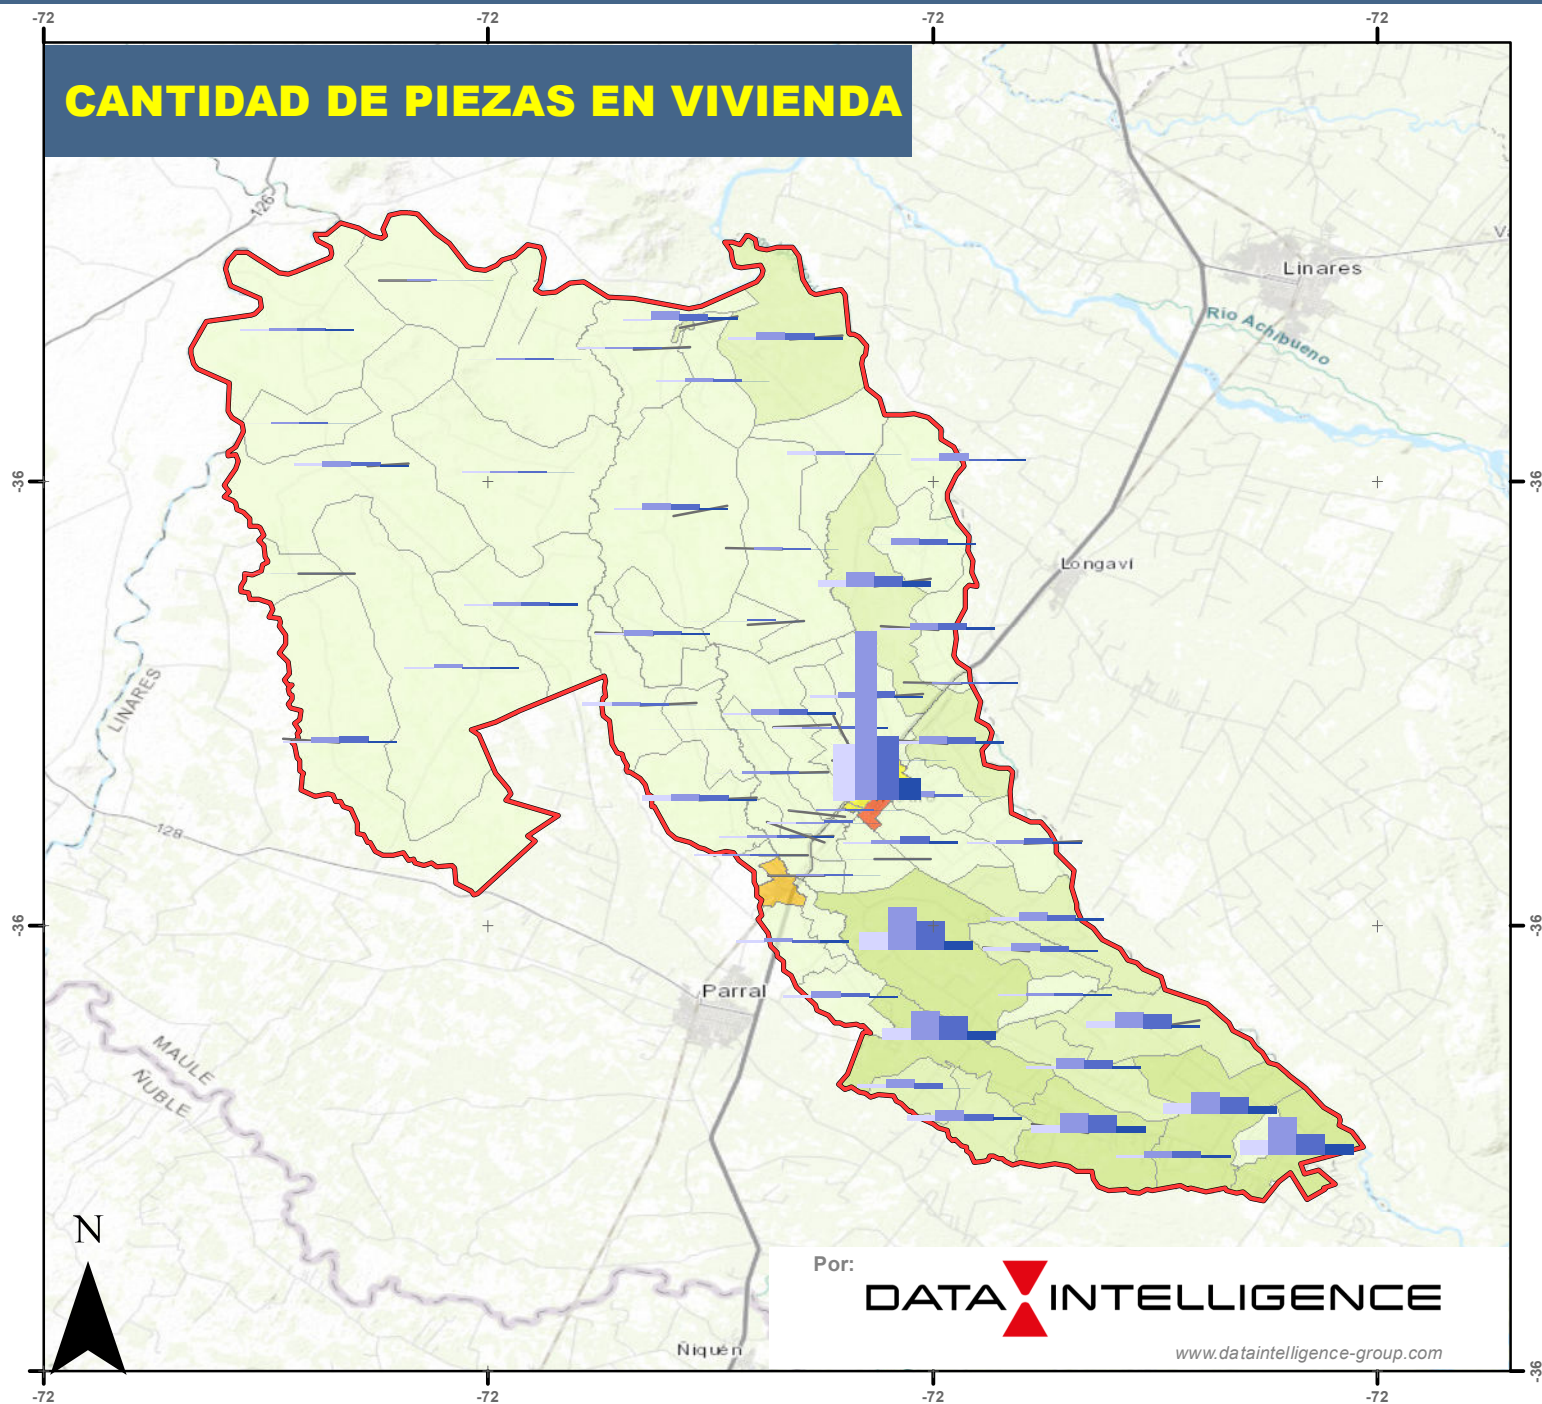 -72 -72 -72 -72
CANTIDAD DE PIEZAS EN VIVIENDA
126
Linares
Río Achibueno
-36 -36
Longaví
LINARES
128
-36 -36
Parral
MAULE
ÑUBLE
N
Por:
DATA INTELLIGENCE
www.dataintelligence-group.com
Ñiquén
-36
-72 -72 -72 -72